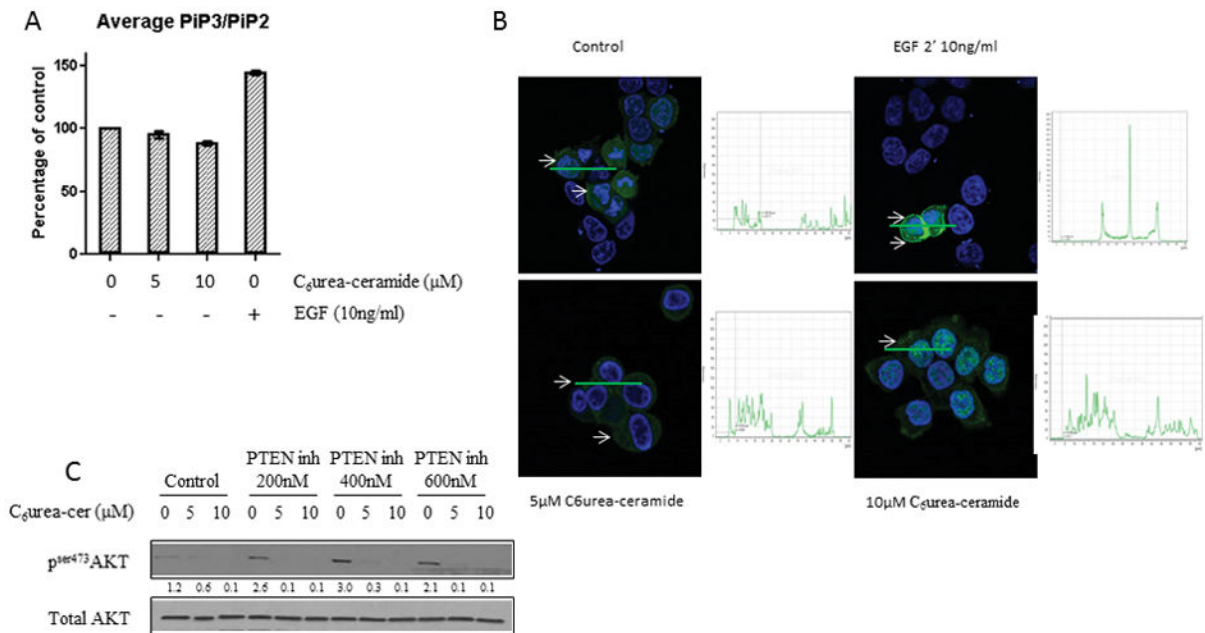 A
Average PiP3/PiP2
Percentage of control
150
100
50
0
0 5 10 0 C₆urea-ceramide (μM)
- - - + EGF (10ng/ml)
B
Control
EGF 2' 10ng/ml
5μM C6urea-ceramide
10μM C₆urea-ceramide
C
Control PTEN inh 200nM PTEN inh 400nM PTEN inh 600nM
C₆urea-cer (μM) 0 5 10 0 5 10 0 5 10 0 5 10
pˢᵉʳ⁴⁷³AKT
1.2 0.6 0.1 2.6 0.1 0.1 3.0 0.3 0.1 2.1 0.1 0.1
Total AKT